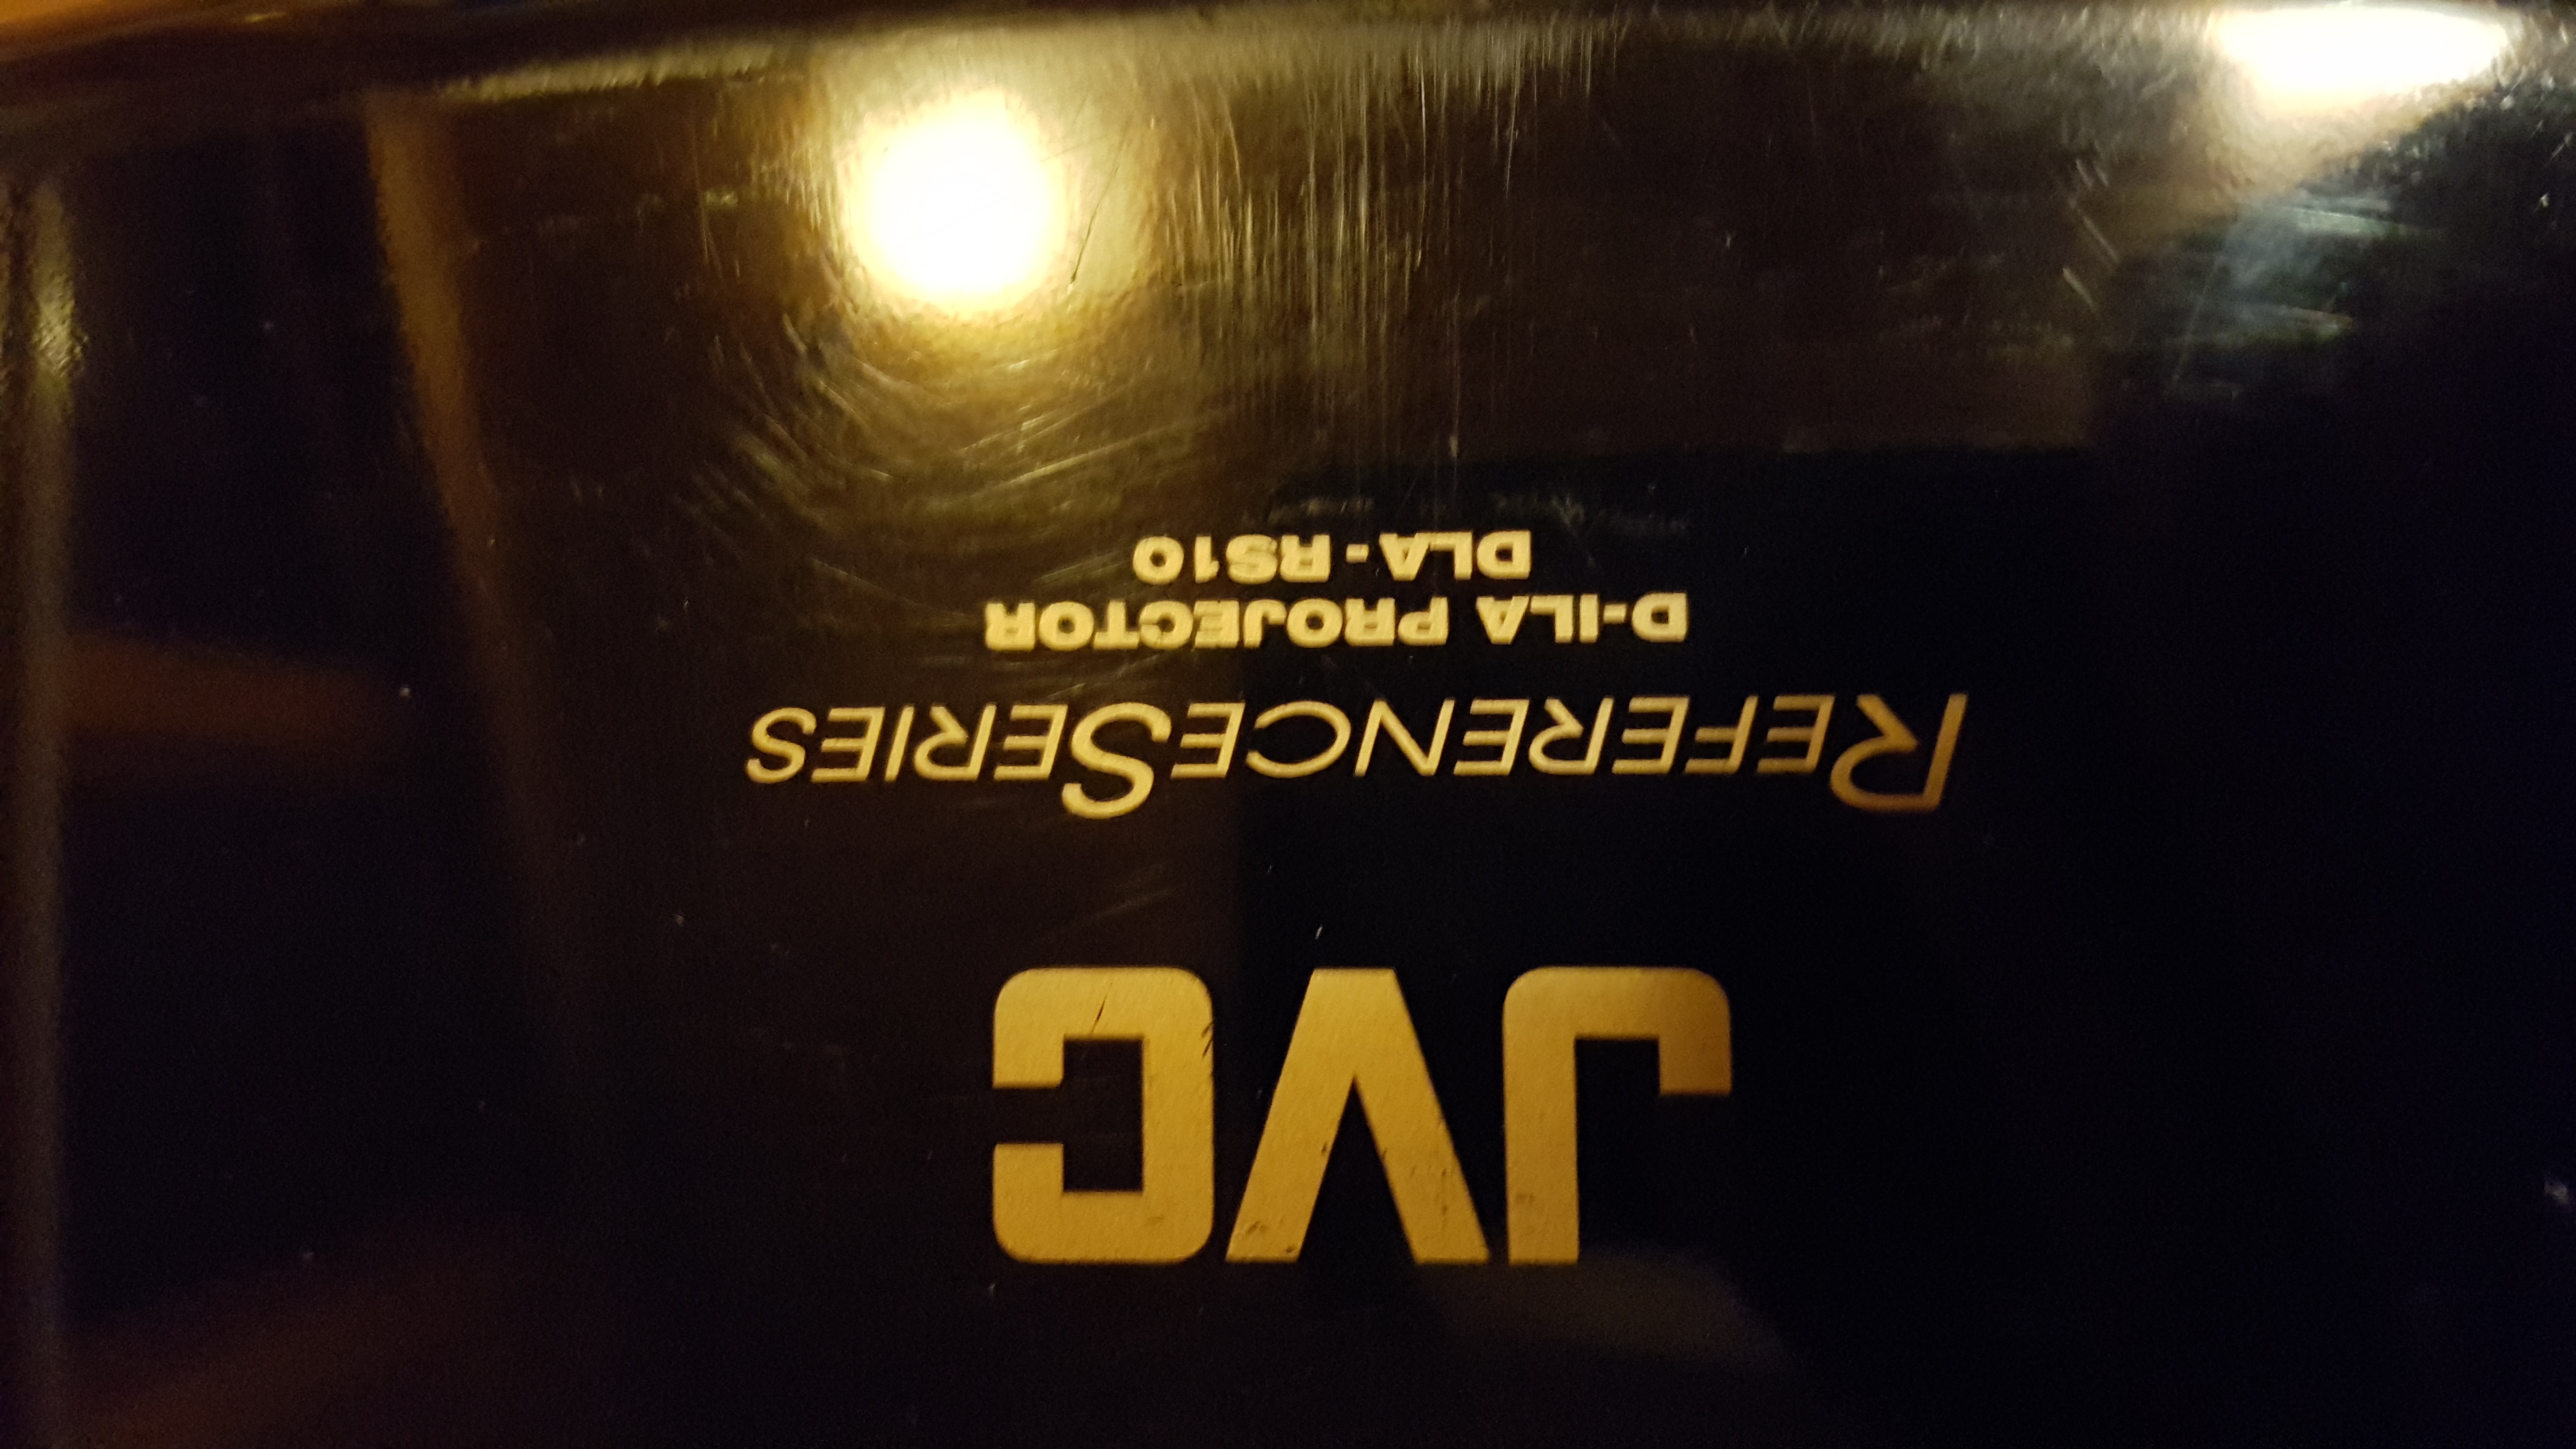 JVC
REFERENCESERIES
D-ILA PROJECTOR
DLA-RS10